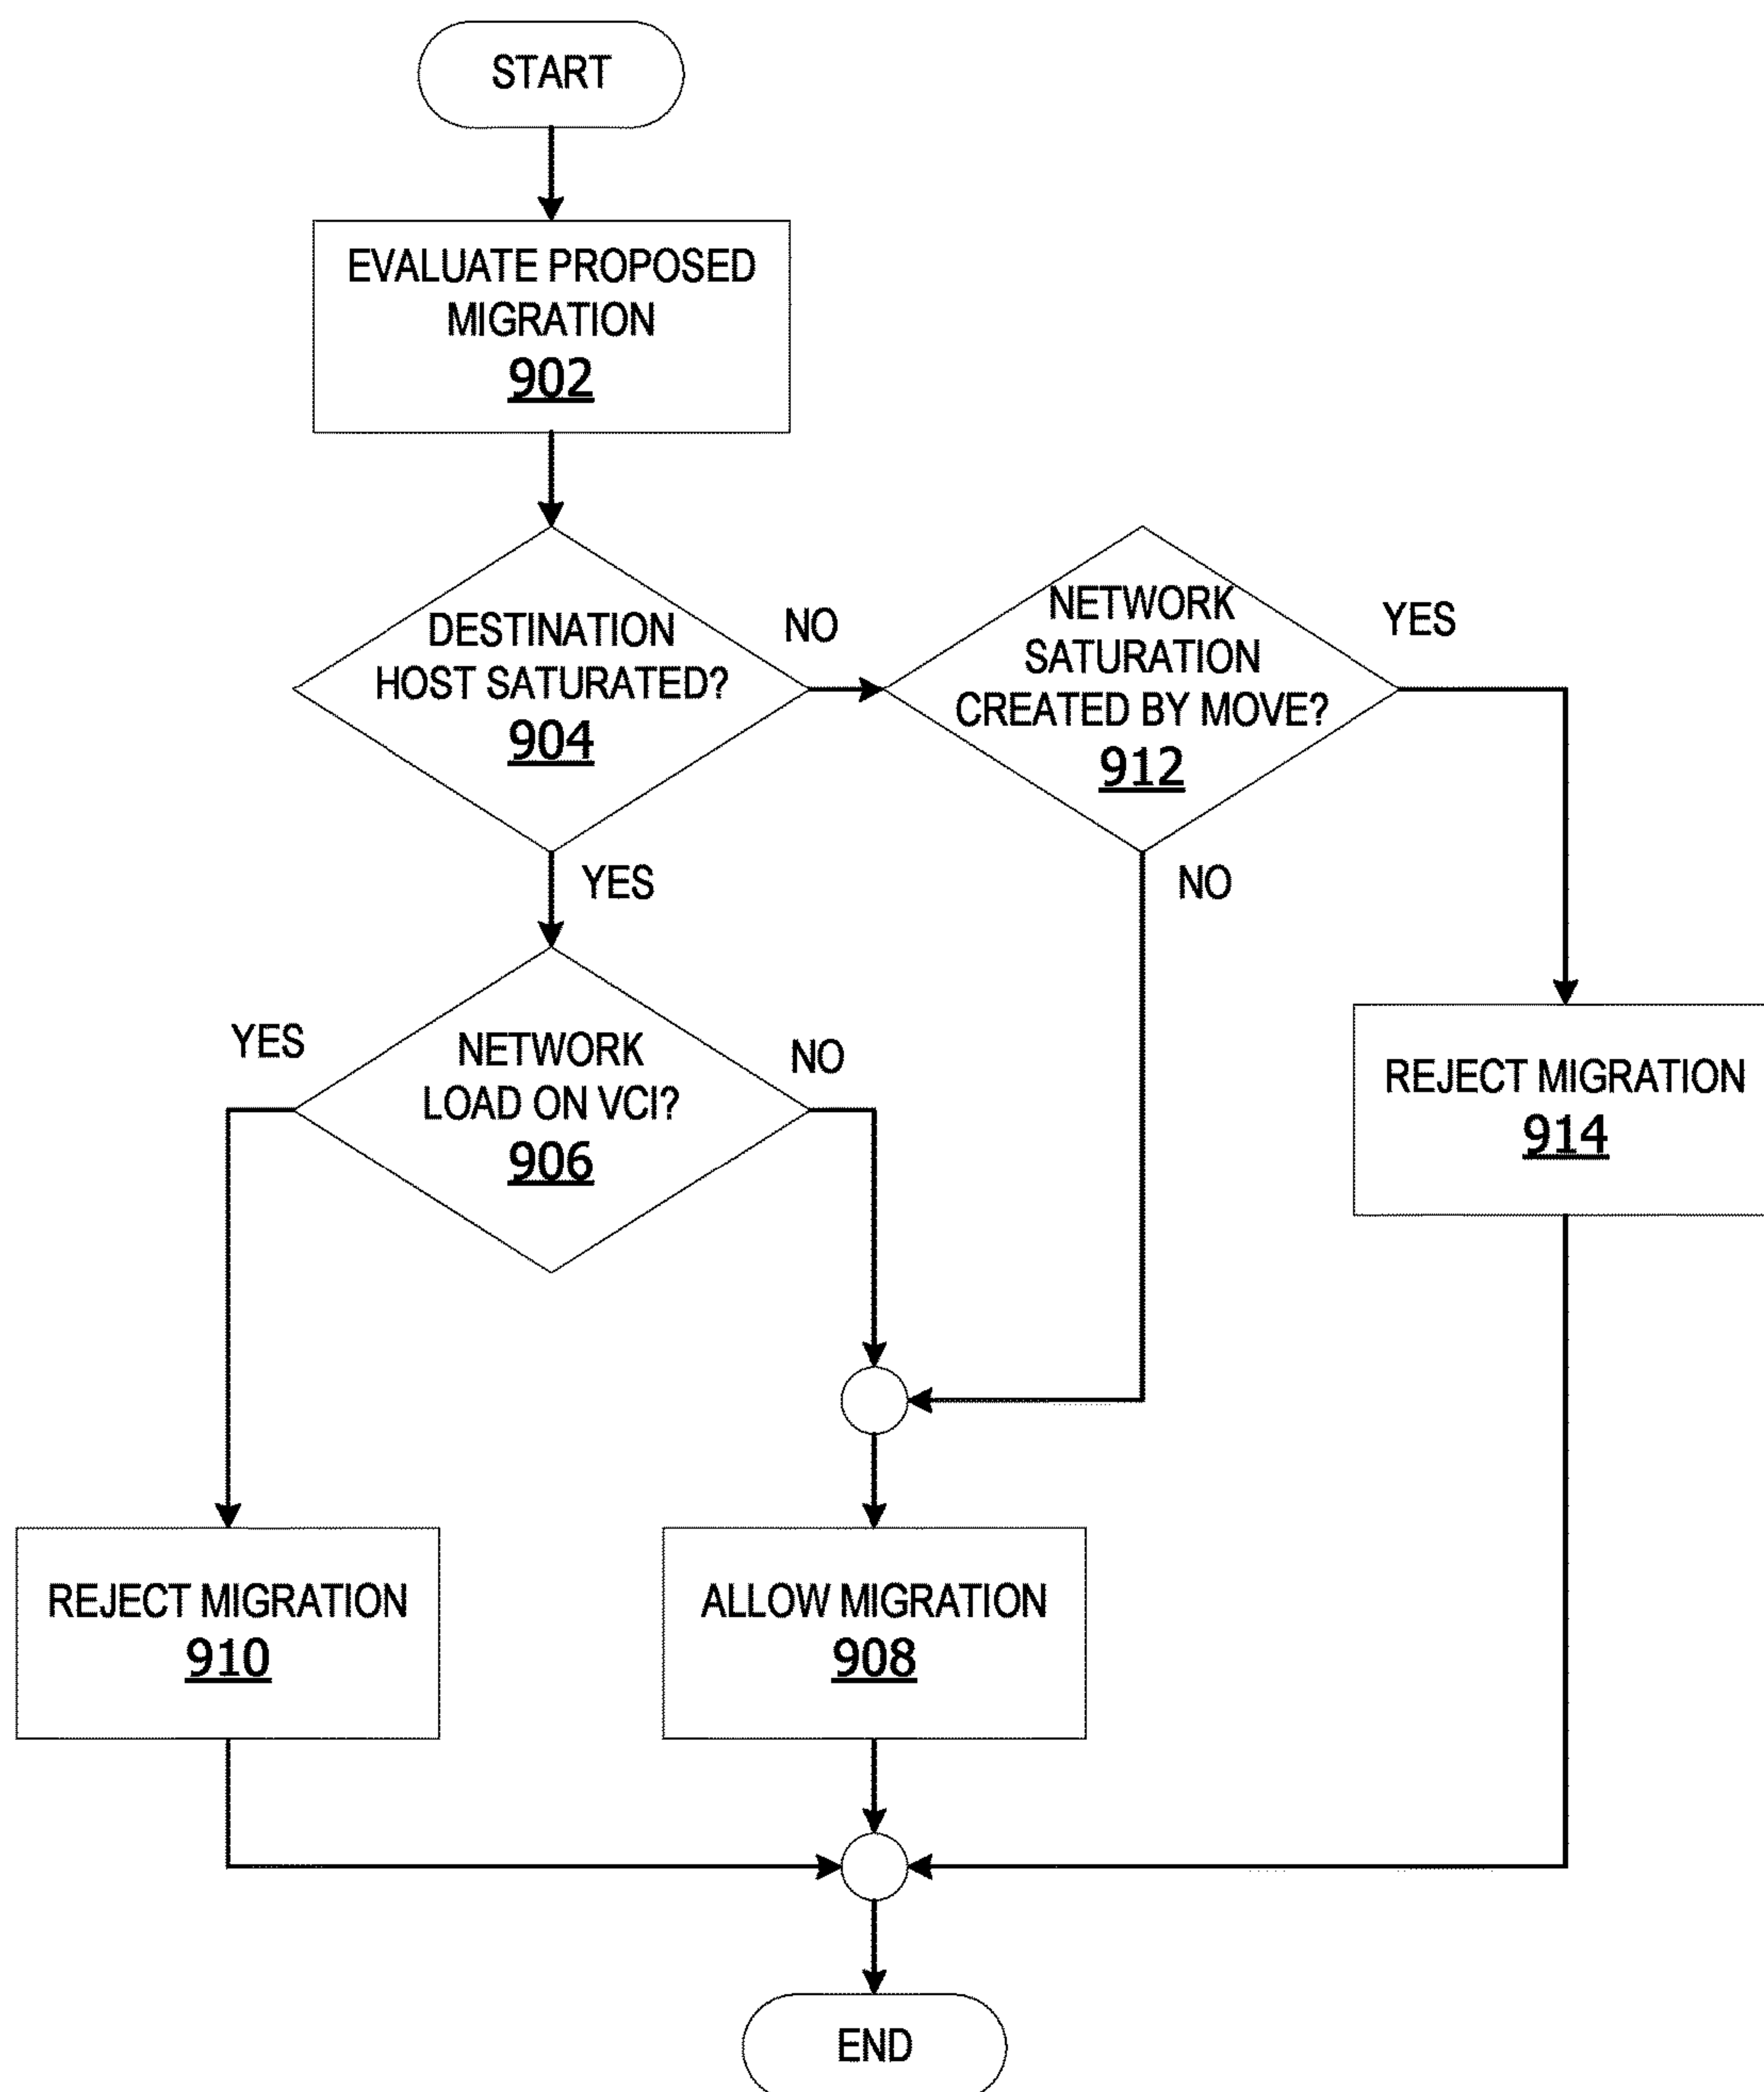 START
EVALUATE PROPOSED
MIGRATION
902
DESTINATION
HOST SATURATED?
904
NO
NETWORK
SATURATION
CREATED BY MOVE?
912
YES
YES
NO
NETWORK
LOAD ON VCI?
906
YES
NO
REJECT MIGRATION
914
REJECT MIGRATION
910
ALLOW MIGRATION
908
END